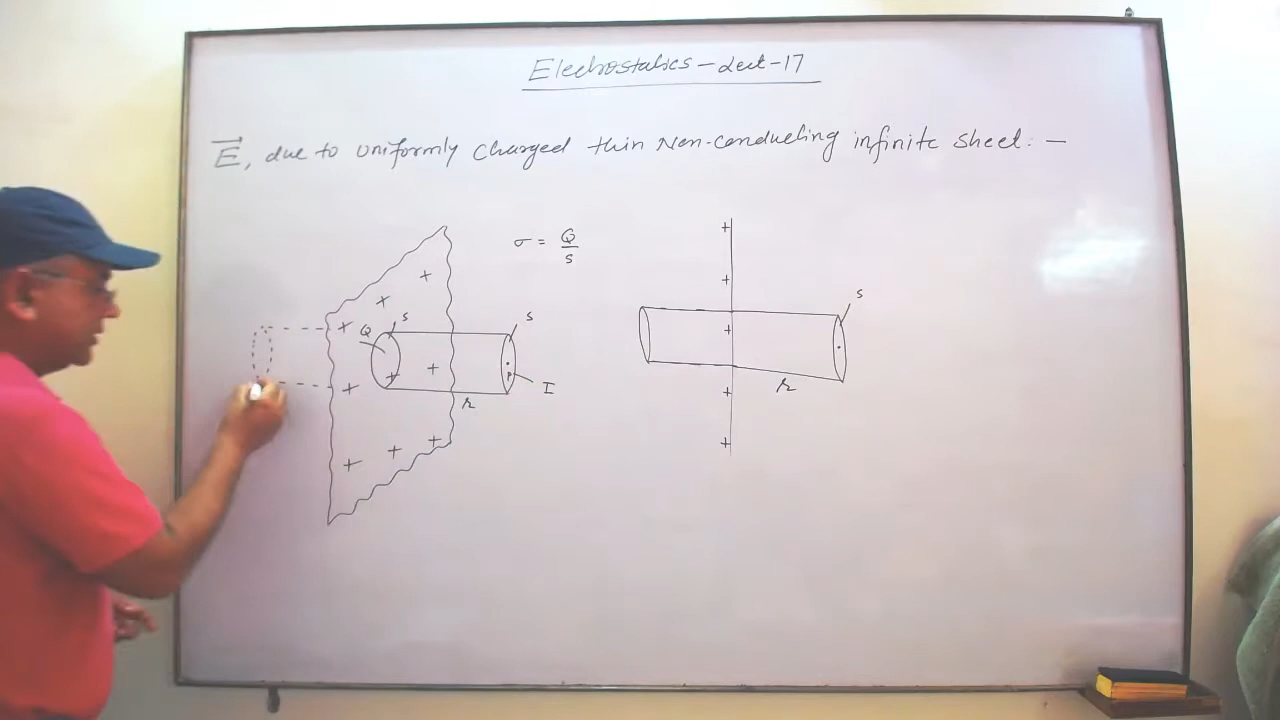 Electrostatics - Lect - 17
E, due to uniformly charged thin Non-conducting infinite sheet: -
σ = Q/s
+ + + + + + + + + +
Q s s
P I
r
+ + + + +
s
r